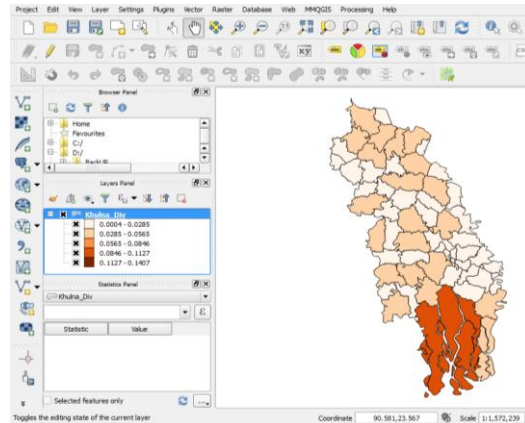 Project Edit View Layer Settings Plugins Vector Raster Database Web MMQGIS Processing Help
Browser Panel
Home
Favourites
C:/
D:/
Layers Panel
Khulna_Div
0.0004 - 0.0285
0.0285 - 0.0565
0.0565 - 0.0846
0.0846 - 0.1127
0.1127 - 0.1407
Statistics Panel
Khulna_Div
ε
Statistic Value
Selected features only
...
Toggles the editing state of the current layer Coordinate 90.581,23.567 Scale 1:1,572,239